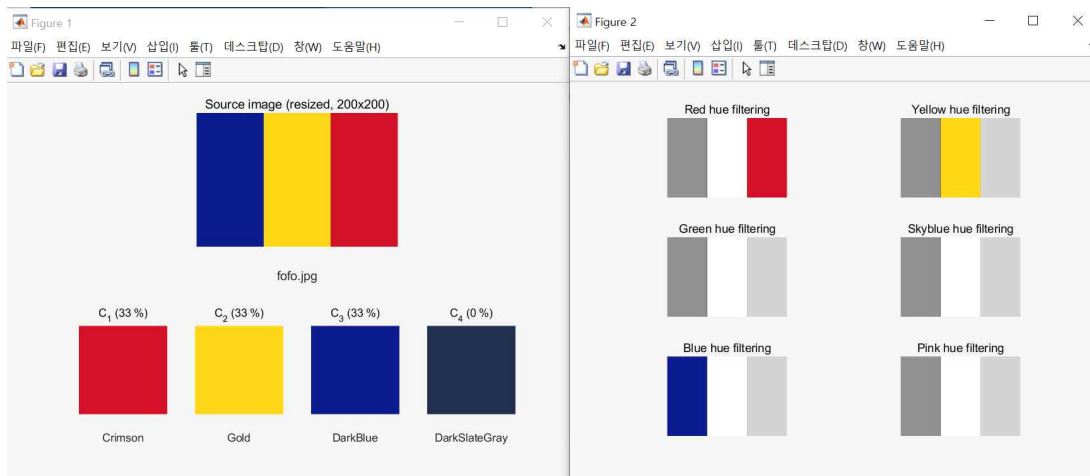 Figure 1
파일(F) 편집(E) 보기(V) 삽입(I) 툴(T) 데스크탑(D) 창(W) 도움말(H)
Source image (resized, 200x200)
fofo.jpg
C1 (33 %) C2 (33 %) C3 (33 %) C4 (0 %)
Crimson Gold DarkBlue DarkSlateGray
Figure 2
파일(F) 편집(E) 보기(V) 삽입(I) 툴(T) 데스크탑(D) 창(W) 도움말(H)
Red hue filtering Yellow hue filtering
Green hue filtering Skyblue hue filtering
Blue hue filtering Pink hue filtering